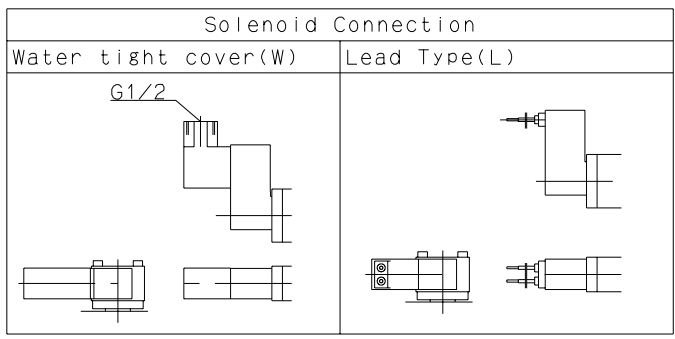 Solenoid Connection
Water tight cover(W)
Lead Type(L)
G1/2